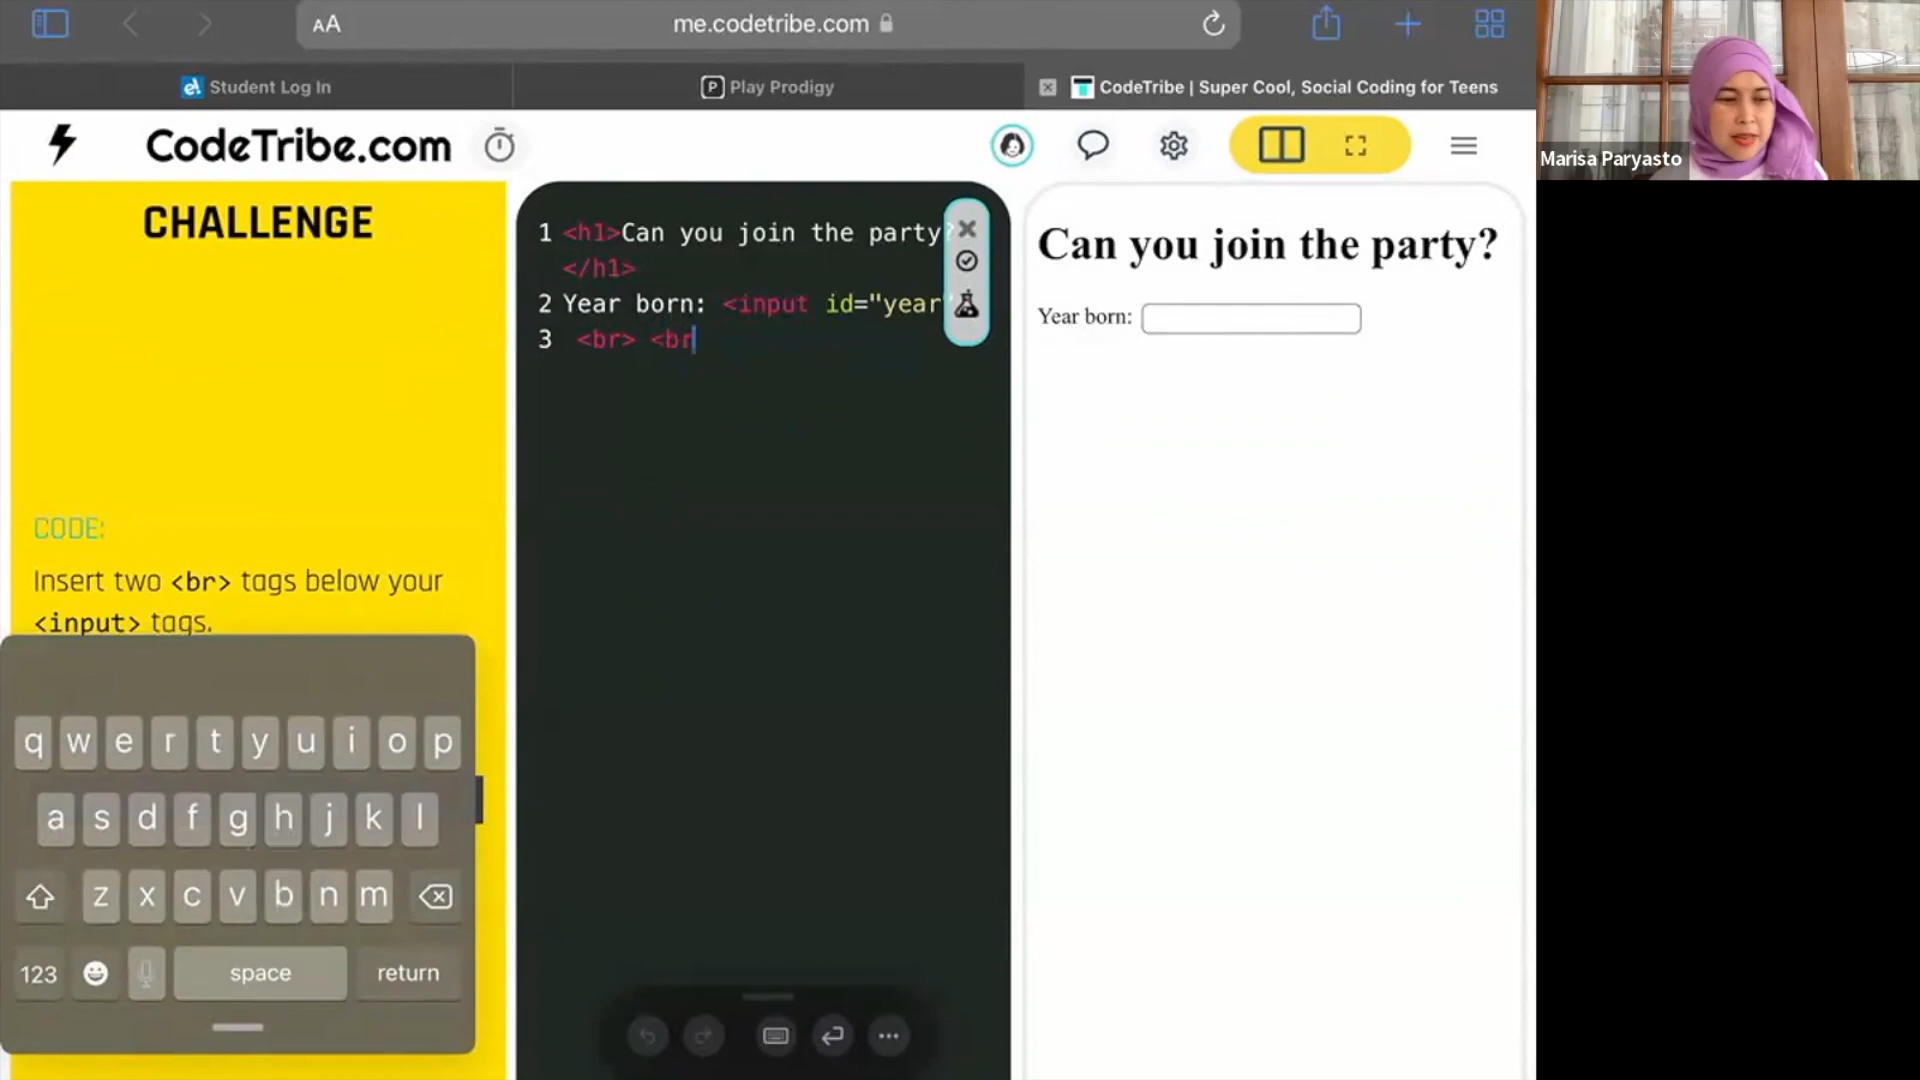 AA
me.codetribe.com
Student Log In
Play Prodigy
CodeTribe | Super Cool, Social Coding for Teens
CodeTribe.com
Marisa Paryasto
CHALLENGE
CODE:
Insert two <br> tags below your
<input> tags.
1 <h1>Can you join the party?
</h1>
2 Year born: <input id="year"
3 <br> <br
Can you join the party?
Year born:
q w e r t y u i o p
a s d f g h j k l
z x c v b n m
123 space return